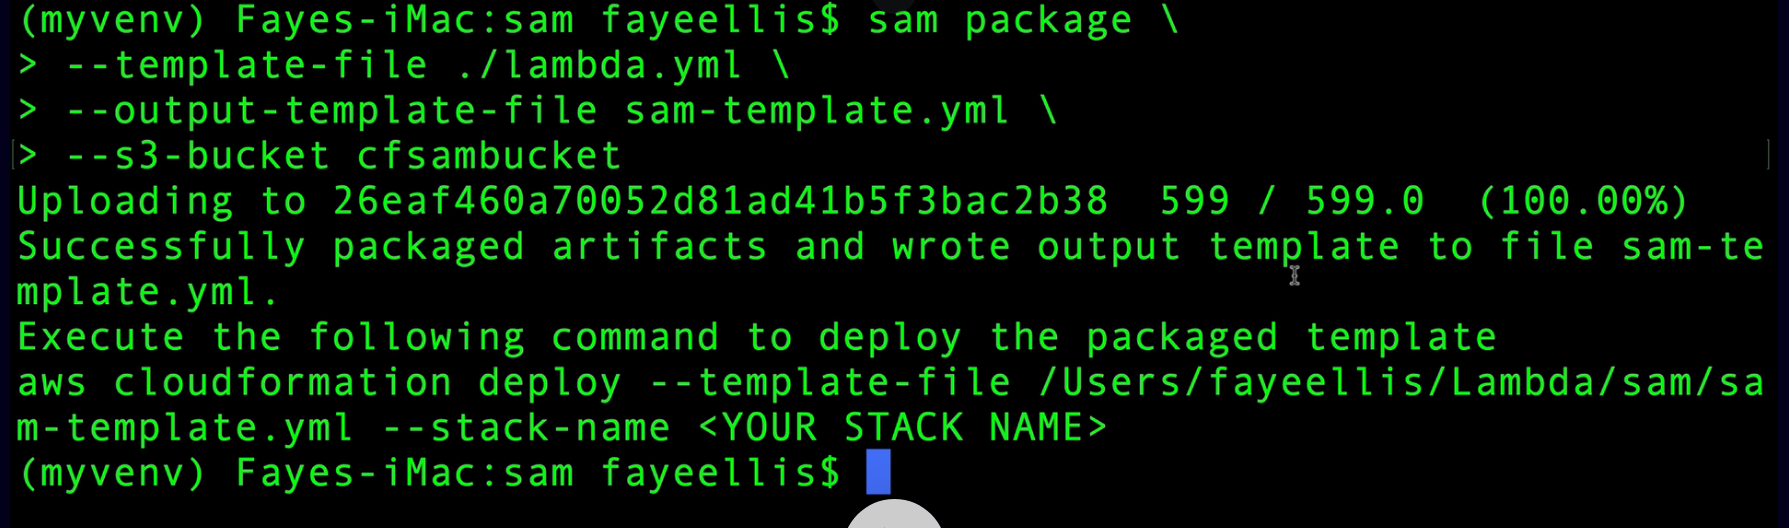 (myvenv) Fayes-iMac:sam fayeellis$ sam package \
> --template-file ./lambda.yml \
> --output-template-file sam-template.yml \
> --s3-bucket cfsambucket
Uploading to 26eaf460a70052d81ad41b5f3bac2b38  599 / 599.0  (100.00%)
Successfully packaged artifacts and wrote output template to file sam-te
mplate.yml.
Execute the following command to deploy the packaged template
aws cloudformation deploy --template-file /Users/fayeellis/Lambda/sam/sa
m-template.yml --stack-name <YOUR STACK NAME>
(myvenv) Fayes-iMac:sam fayeellis$